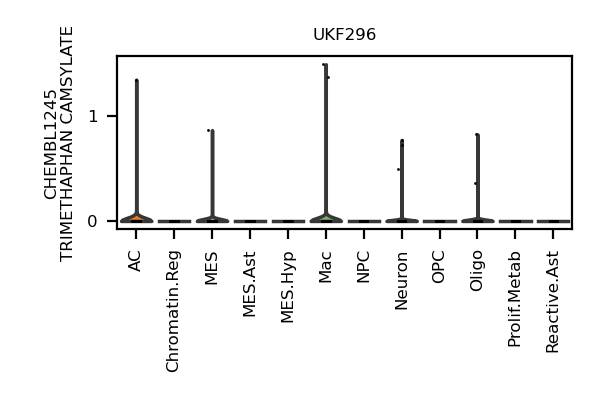 UKF296
CHEMBL1245
TRIMETHAPHAN CAMSYLATE
1
0
AC
Chromatin.Reg
MES
MES.Ast
MES.Hyp
Mac
NPC
Neuron
OPC
Oligo
Prolif.Metab
Reactive.Ast